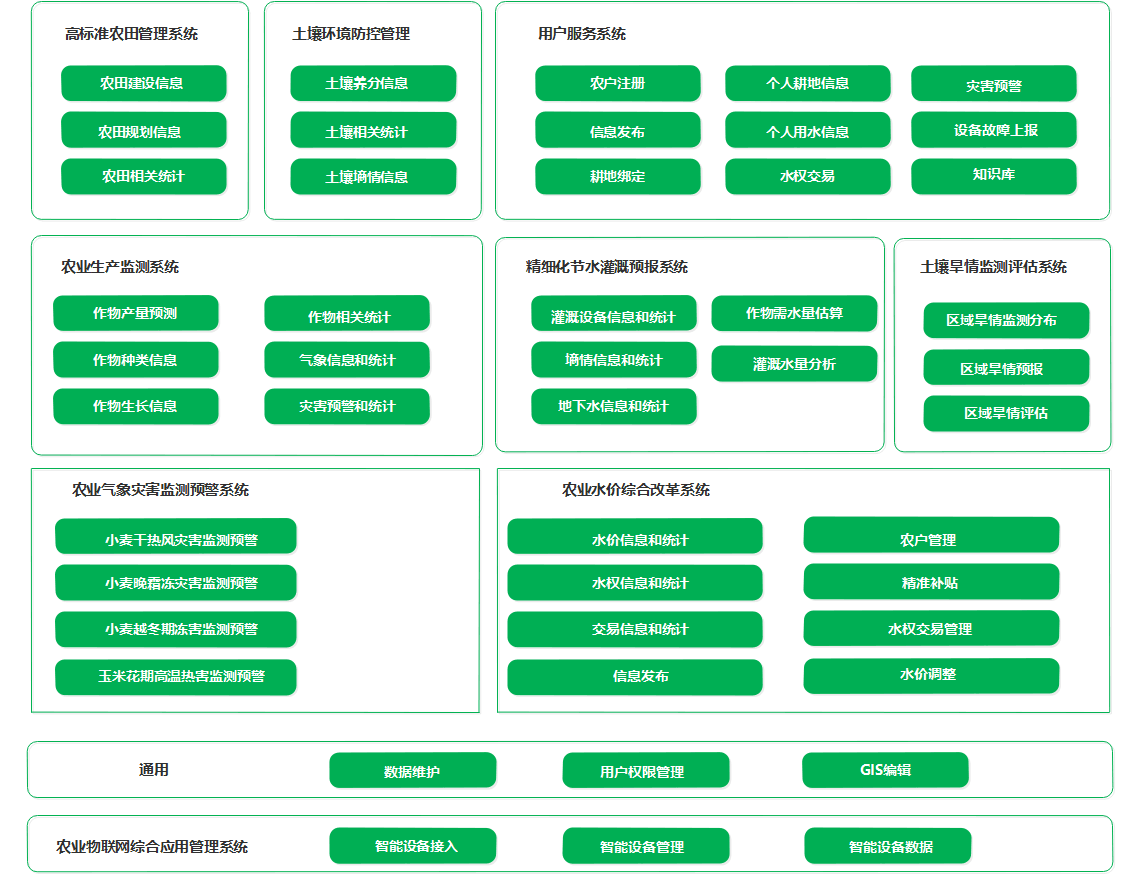 高标准农田管理系统
农田建设信息
农田规划信息
农田相关统计
土壤环境防控管理
土壤养分信息
土壤相关统计
土壤墒情信息
用户服务系统
农户注册
个人耕地信息
灾害预警
信息发布
个人用水信息
设备故障上报
耕地绑定
水权交易
知识库
农业生产监测系统
作物产量预测
作物相关统计
作物种类信息
气象信息和统计
作物生长信息
灾害预警和统计
精细化节水灌溉预报系统
灌溉设备信息和统计
作物需水量估算
墒情信息和统计
灌溉水量分析
地下水信息和统计
土壤旱情监测评估系统
区域旱情监测分布
区域旱情预报
区域旱情评估
农业气象灾害监测预警系统
小麦干热风灾害监测预警
小麦晚霜冻灾害监测预警
小麦越冬期冻害监测预警
玉米花期高温热害监测预警
农业水价综合改革系统
水价信息和统计
农户管理
水权信息和统计
精准补贴
交易信息和统计
水权交易管理
信息发布
水价调整
通用
数据维护
用户权限管理
GIS编辑
农业物联网综合应用管理系统
智能设备接入
智能设备管理
智能设备数据